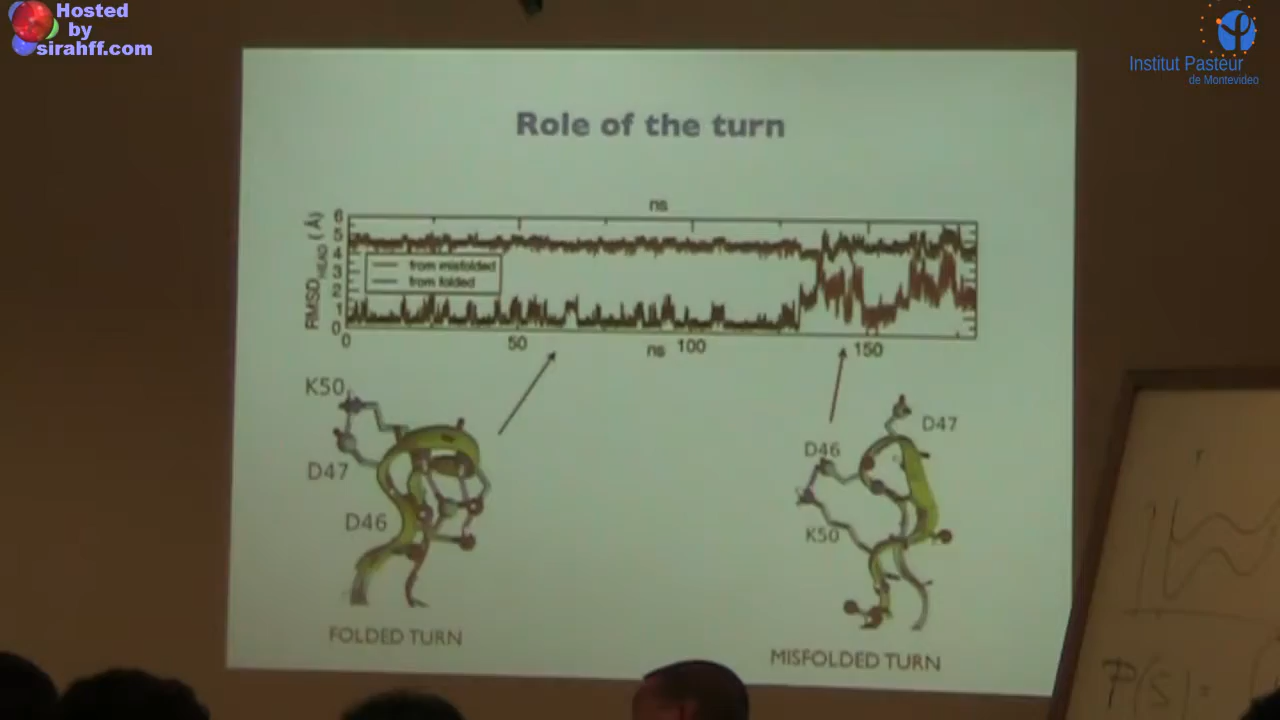 Hosted
by
sirahff.com
Institut Pasteur
de Montevideo
Role of the turn
ns
RMSD HEAD (Å)
6
5
4
3
2
1
0
from misfolded
from folded
0
50
ns
100
150
K50
D47
D46
FOLDED TURN
D47
D46
K50
MISFOLDED TURN
P(S)=